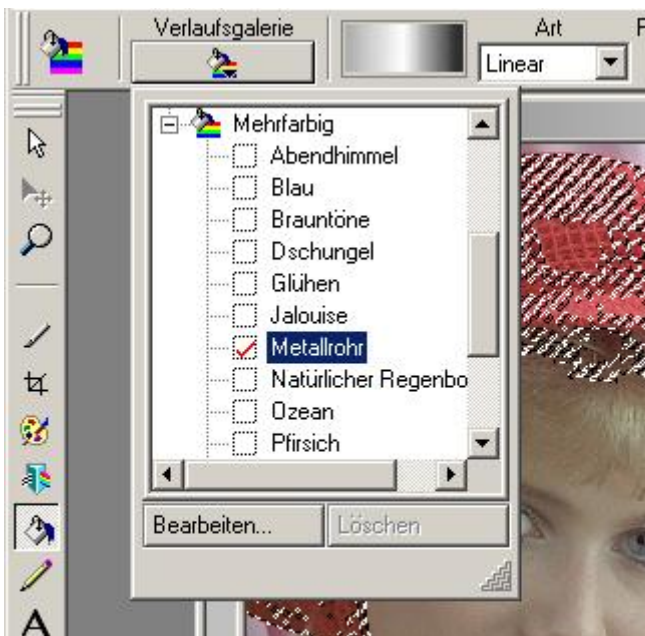 Verlaufsgalerie
Art
F
Linear
Mehrfarbig
Abendhimmel
Blau
Brauntöne
Dschungel
Glühen
Jalouise
Metallrohr
Natürlicher Regenbo
Ozean
Pfirsich
Bearbeiten...
Löschen
A